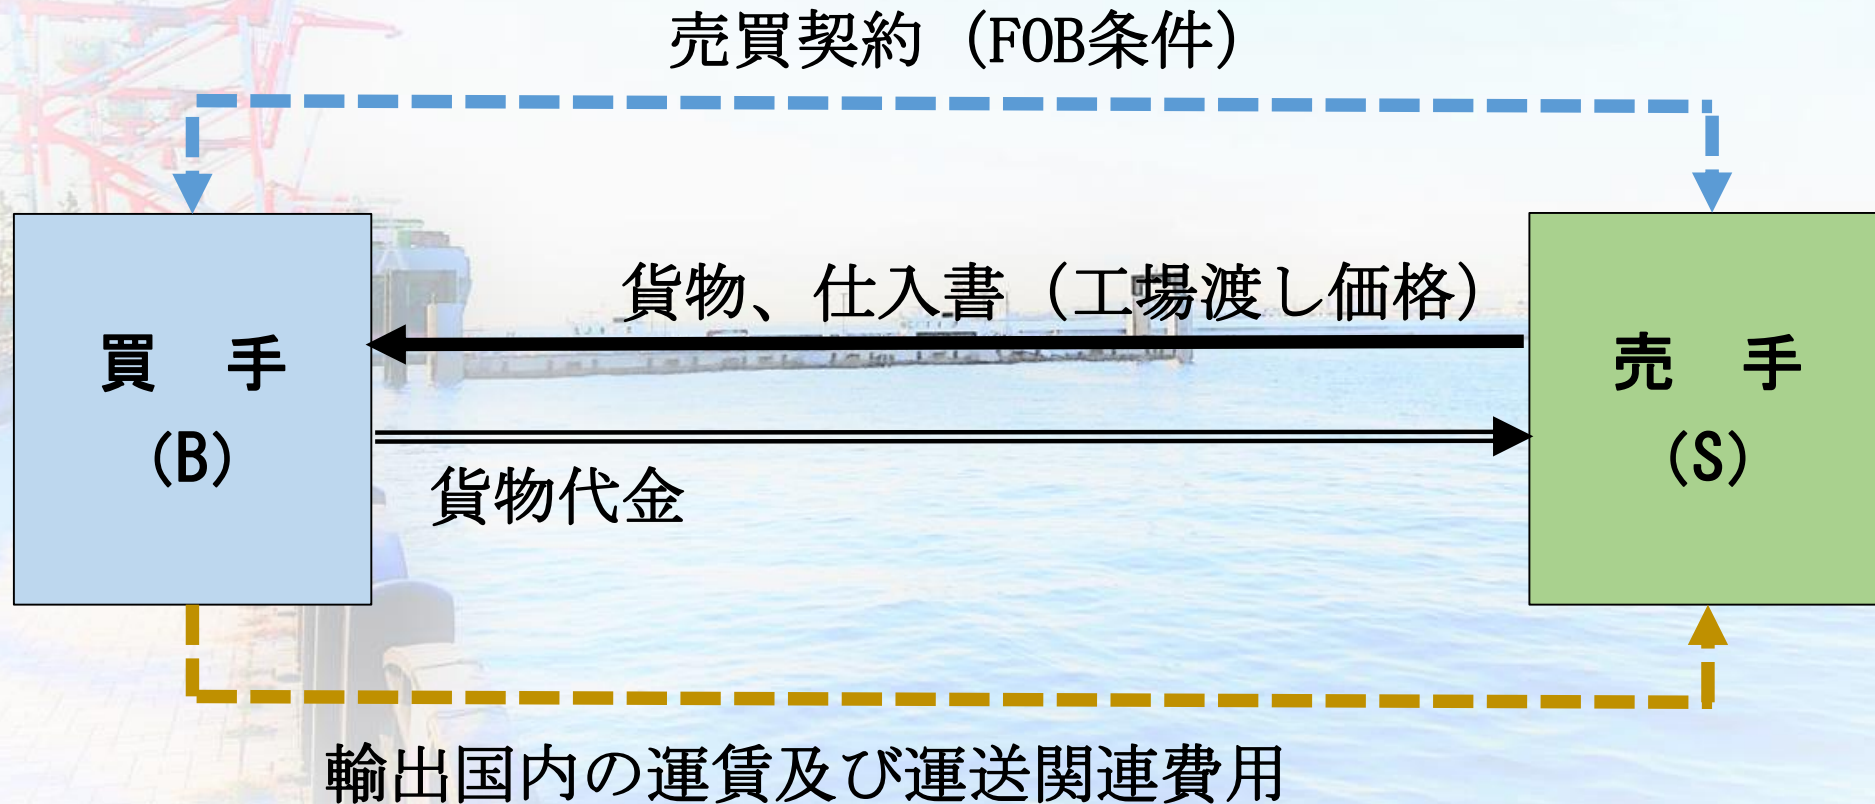 売買契約（FOB条件）
貨物、仕入書（工場渡し価格）
買　手
（B）
売　手
（S）
貨物代金
輸出国内の運賃及び運送関連費用